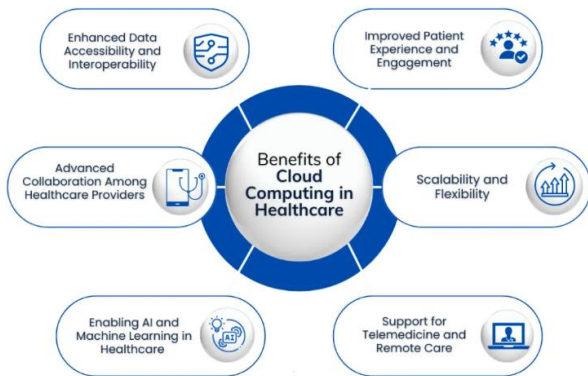 Enhanced Data
Accessibility and
Interoperability
Improved Patient
Experience and
Engagement
Benefits of
Cloud
Computing in
Healthcare
Advanced
Collaboration Among
Healthcare Providers
Scalability and
Flexibility
Enabling AI and
Machine Learning in
Healthcare
AI
Support for
Telemedicine and
Remote Care